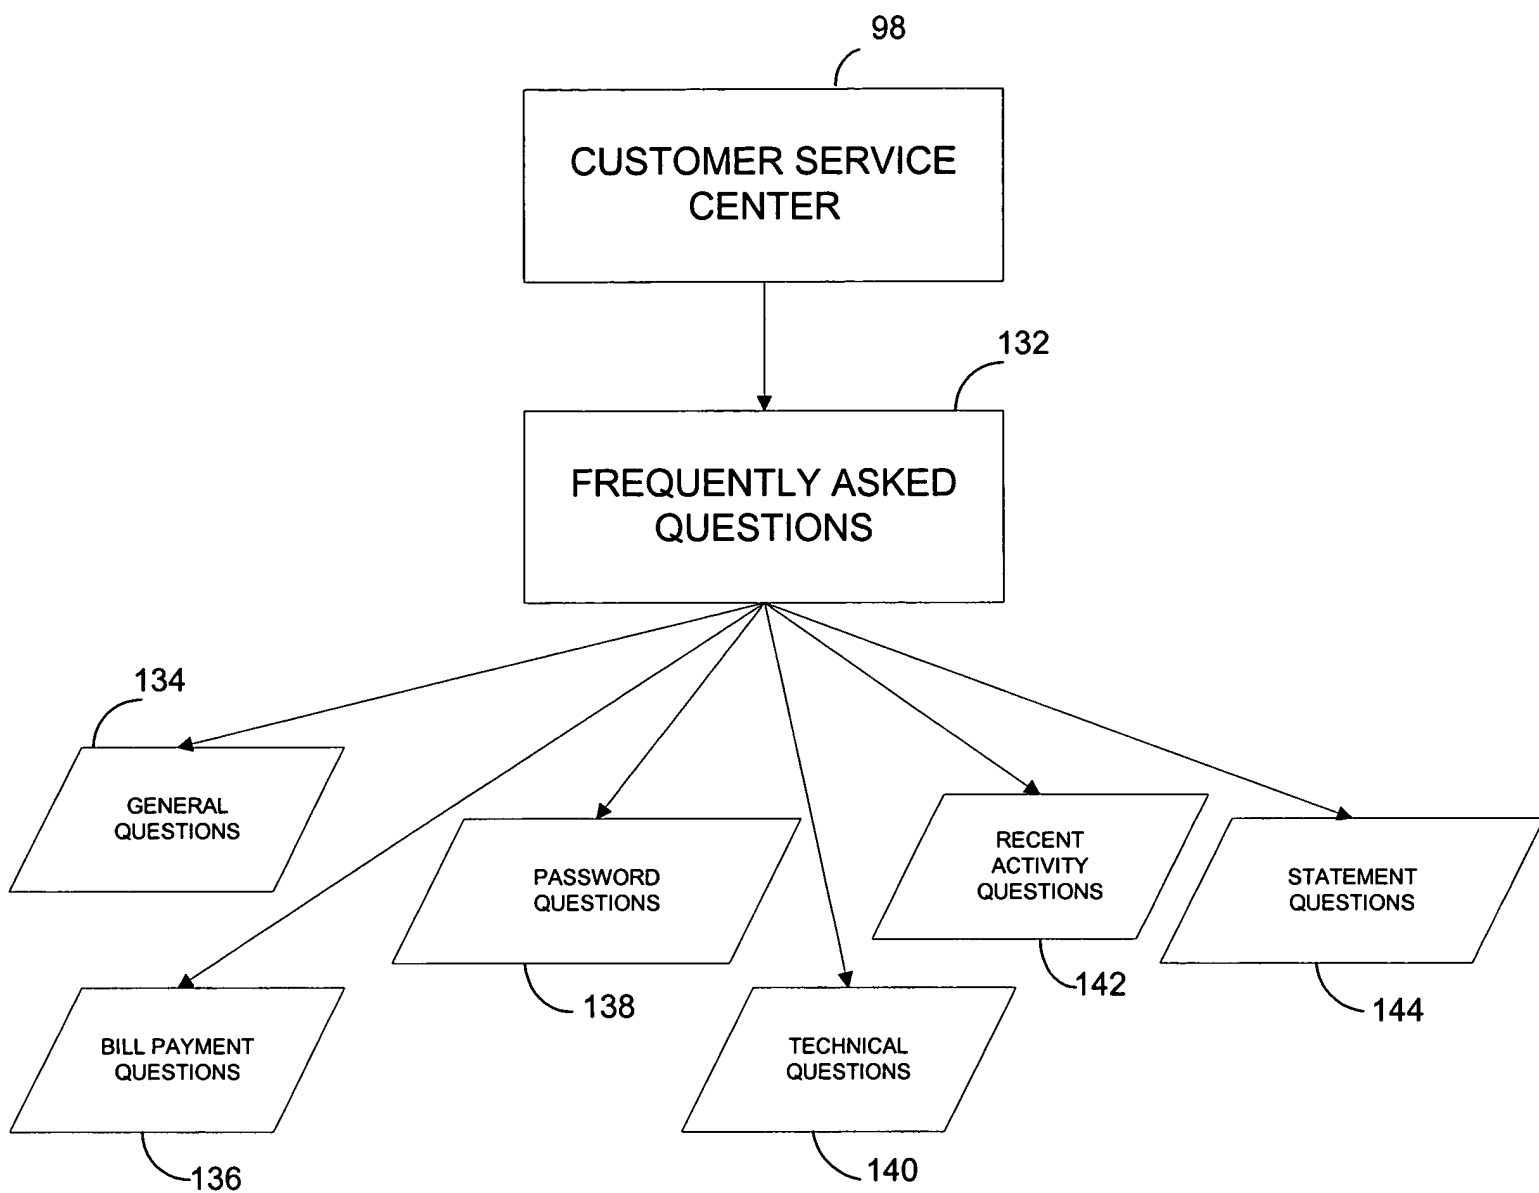 98
CUSTOMER SERVICE
CENTER
132
FREQUENTLY ASKED
QUESTIONS
134
GENERAL
QUESTIONS
PASSWORD
QUESTIONS
138
RECENT
ACTIVITY
QUESTIONS
142
STATEMENT
QUESTIONS
144
BILL PAYMENT
QUESTIONS
136
TECHNICAL
QUESTIONS
140